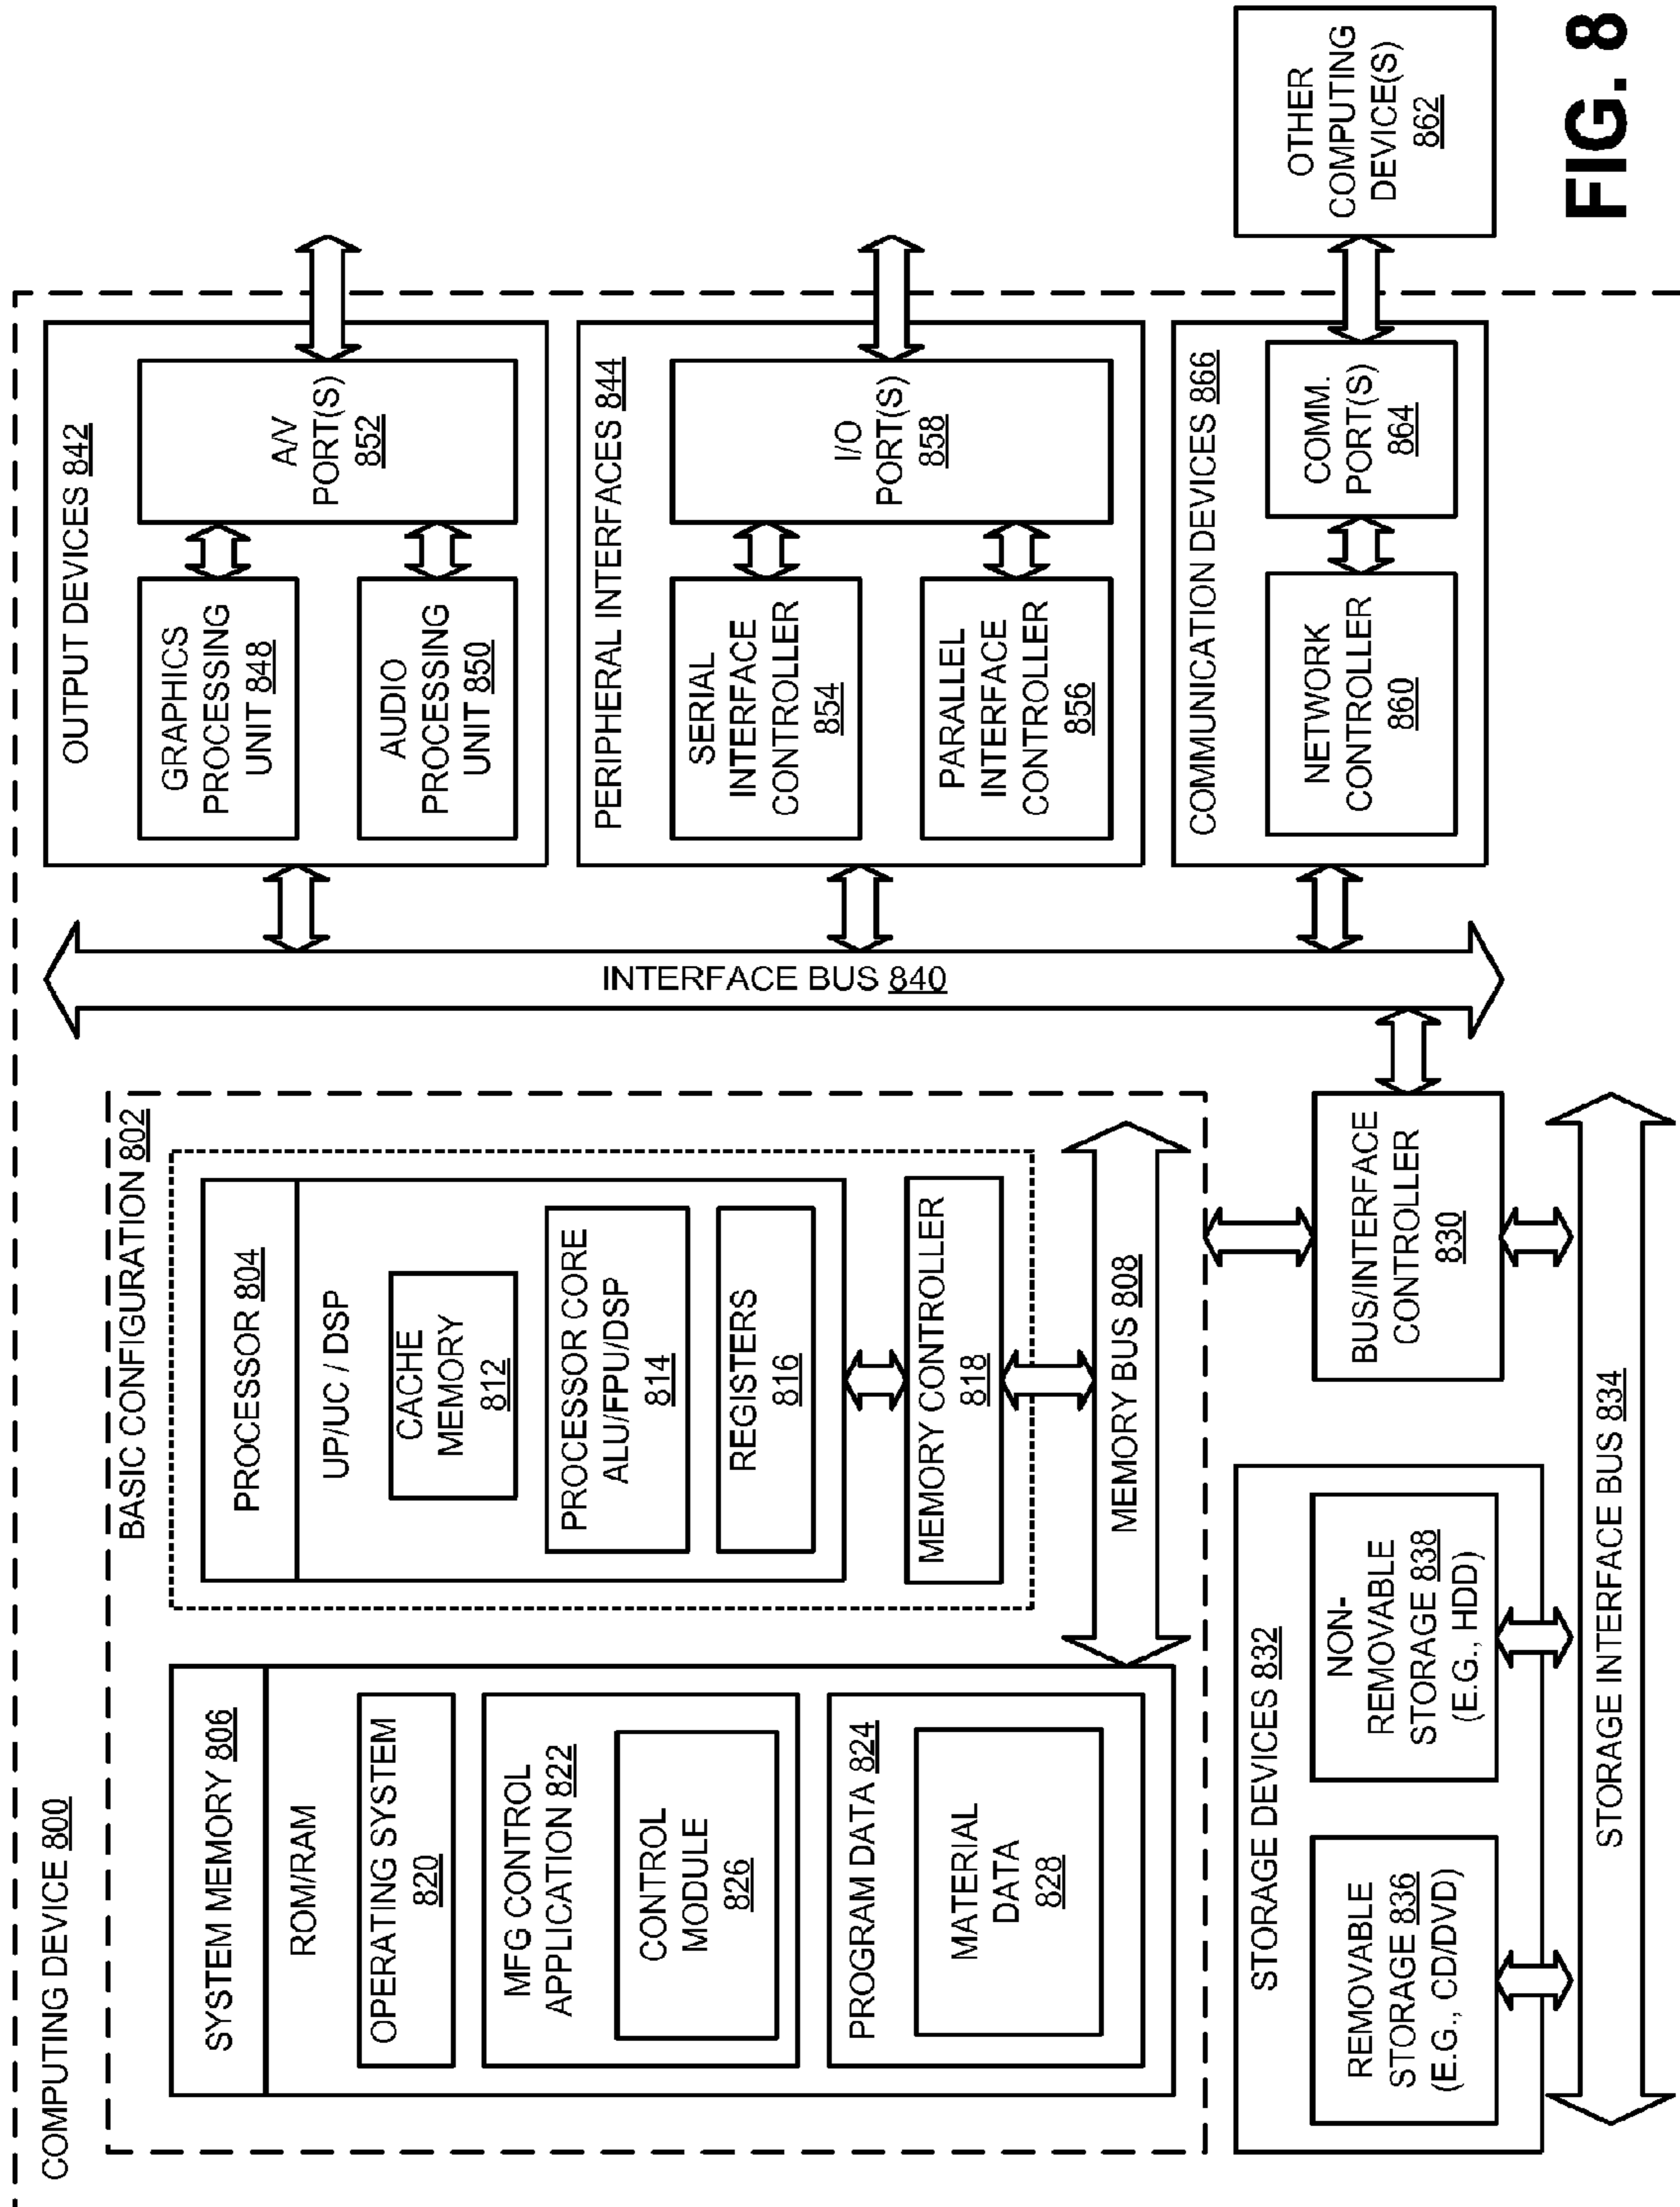 COMPUTING DEVICE 800
BASIC CONFIGURATION 802
SYSTEM MEMORY 806
ROM/RAM
OPERATING SYSTEM
820
MFG CONTROL
APPLICATION 822
CONTROL
MODULE
826
PROGRAM DATA 824
MATERIAL
DATA
828
PROCESSOR 804
UP/UC / DSP
CACHE
MEMORY
812
PROCESSOR CORE
ALU/FPU/DSP
814
REGISTERS
816
MEMORY CONTROLLER
818
MEMORY BUS 808
BUS/INTERFACE
CONTROLLER
830
STORAGE DEVICES 832
REMOVABLE
STORAGE 836
(E.G., CD/DVD)
NON-
REMOVABLE
STORAGE 838
(E.G., HDD)
STORAGE INTERFACE BUS 834
INTERFACE BUS 840
OUTPUT DEVICES 842
GRAPHICS
PROCESSING
UNIT 848
AUDIO
PROCESSING
UNIT 850
A/V
PORT(S)
852
PERIPHERAL INTERFACES 844
SERIAL
INTERFACE
CONTROLLER
854
PARALLEL
INTERFACE
CONTROLLER
856
I/O
PORT(S)
858
COMMUNICATION DEVICES 866
NETWORK
CONTROLLER
860
COMM.
PORT(S)
864
OTHER
COMPUTING
DEVICE(S)
862
FIG. 8